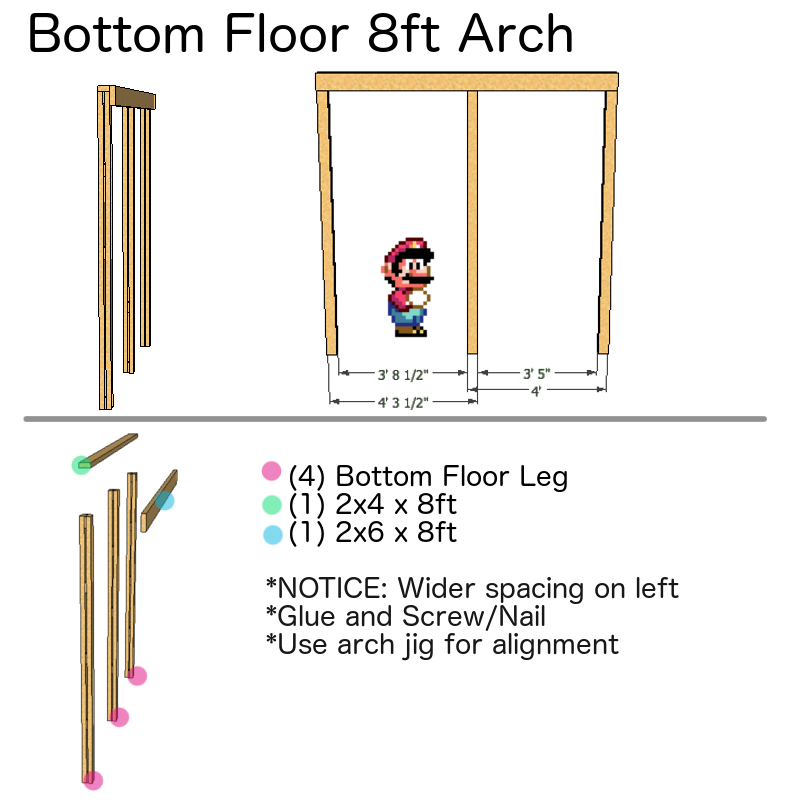 Bottom Floor 8ft Arch
3' 8 1/2"
3' 5"
4'
4' 3 1/2"
(4) Bottom Floor Leg
(1) 2x4 x 8ft
(1) 2x6 x 8ft
*NOTICE: Wider spacing on left
*Glue and Screw/Nail
*Use arch jig for alignment